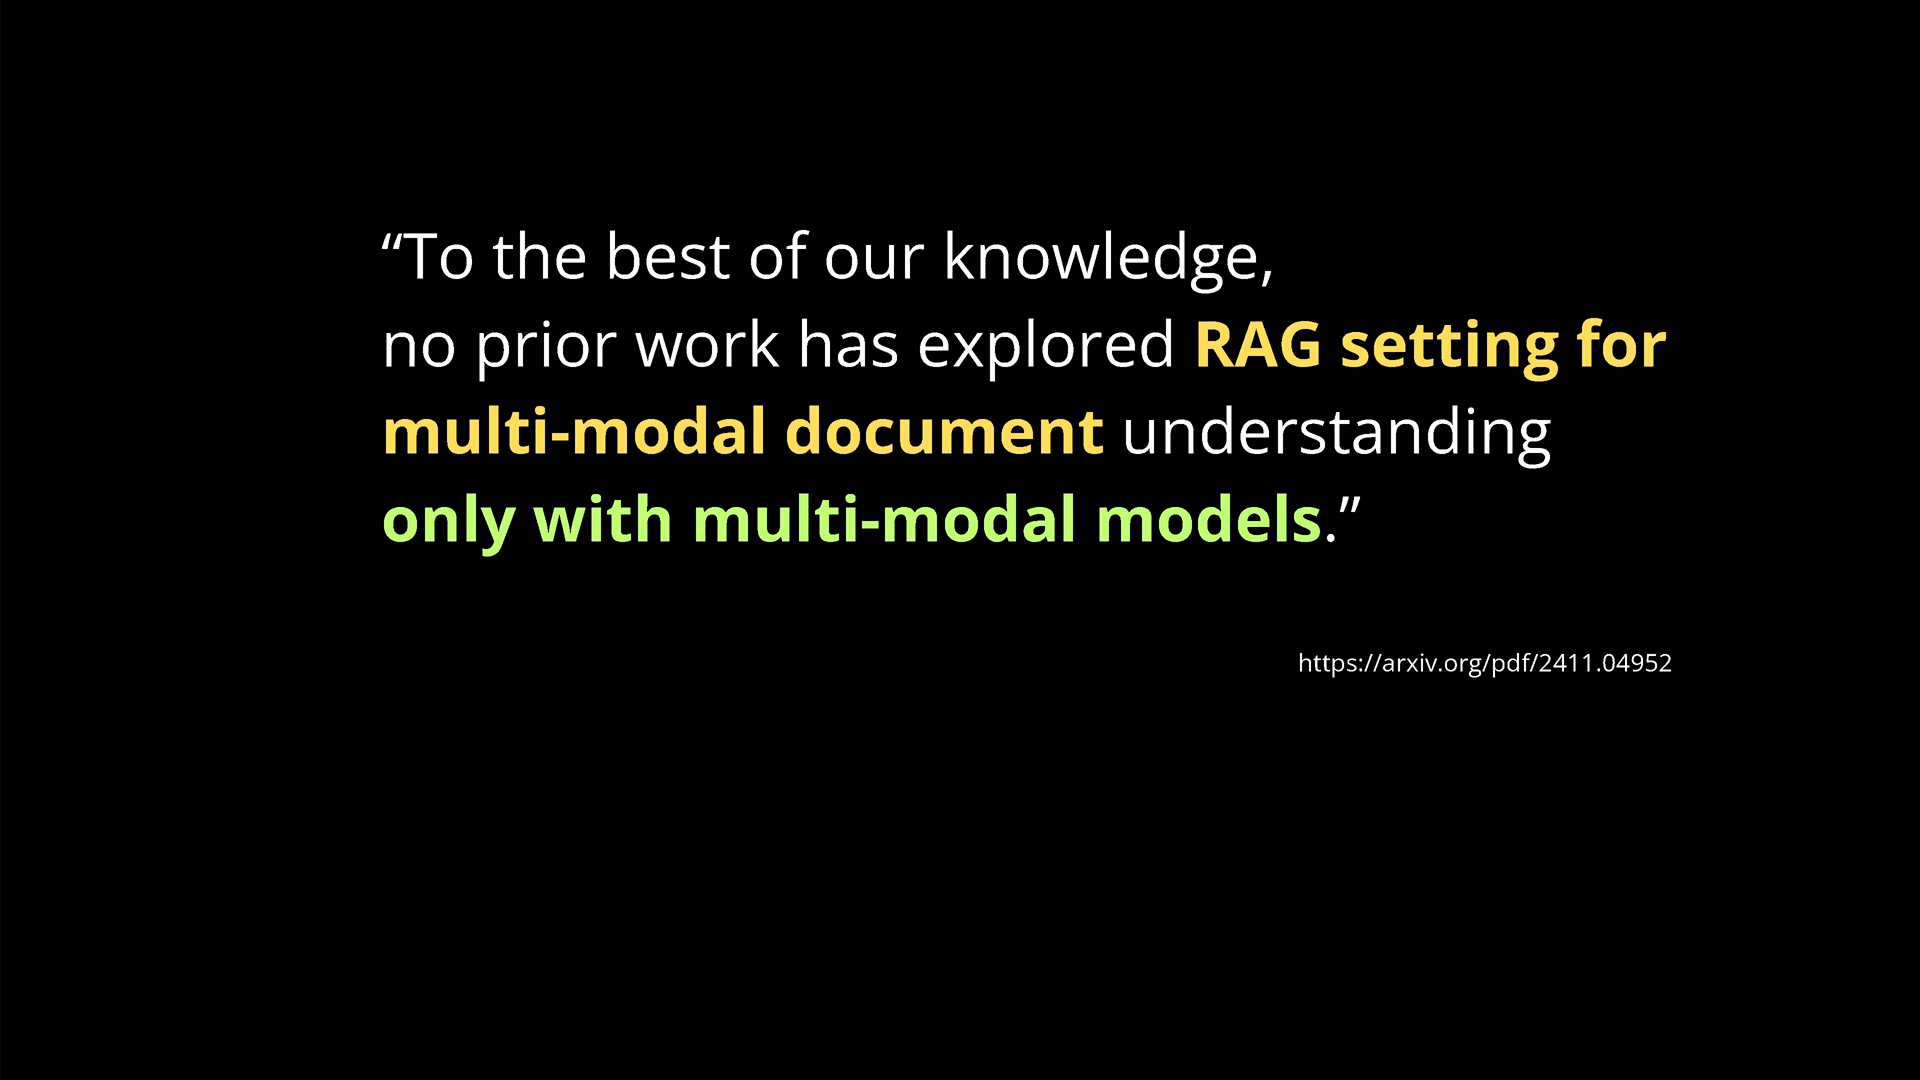 “To the best of our knowledge,
no prior work has explored RAG setting for
multi-modal document understanding
only with multi-modal models.”
https://arxiv.org/pdf/2411.04952